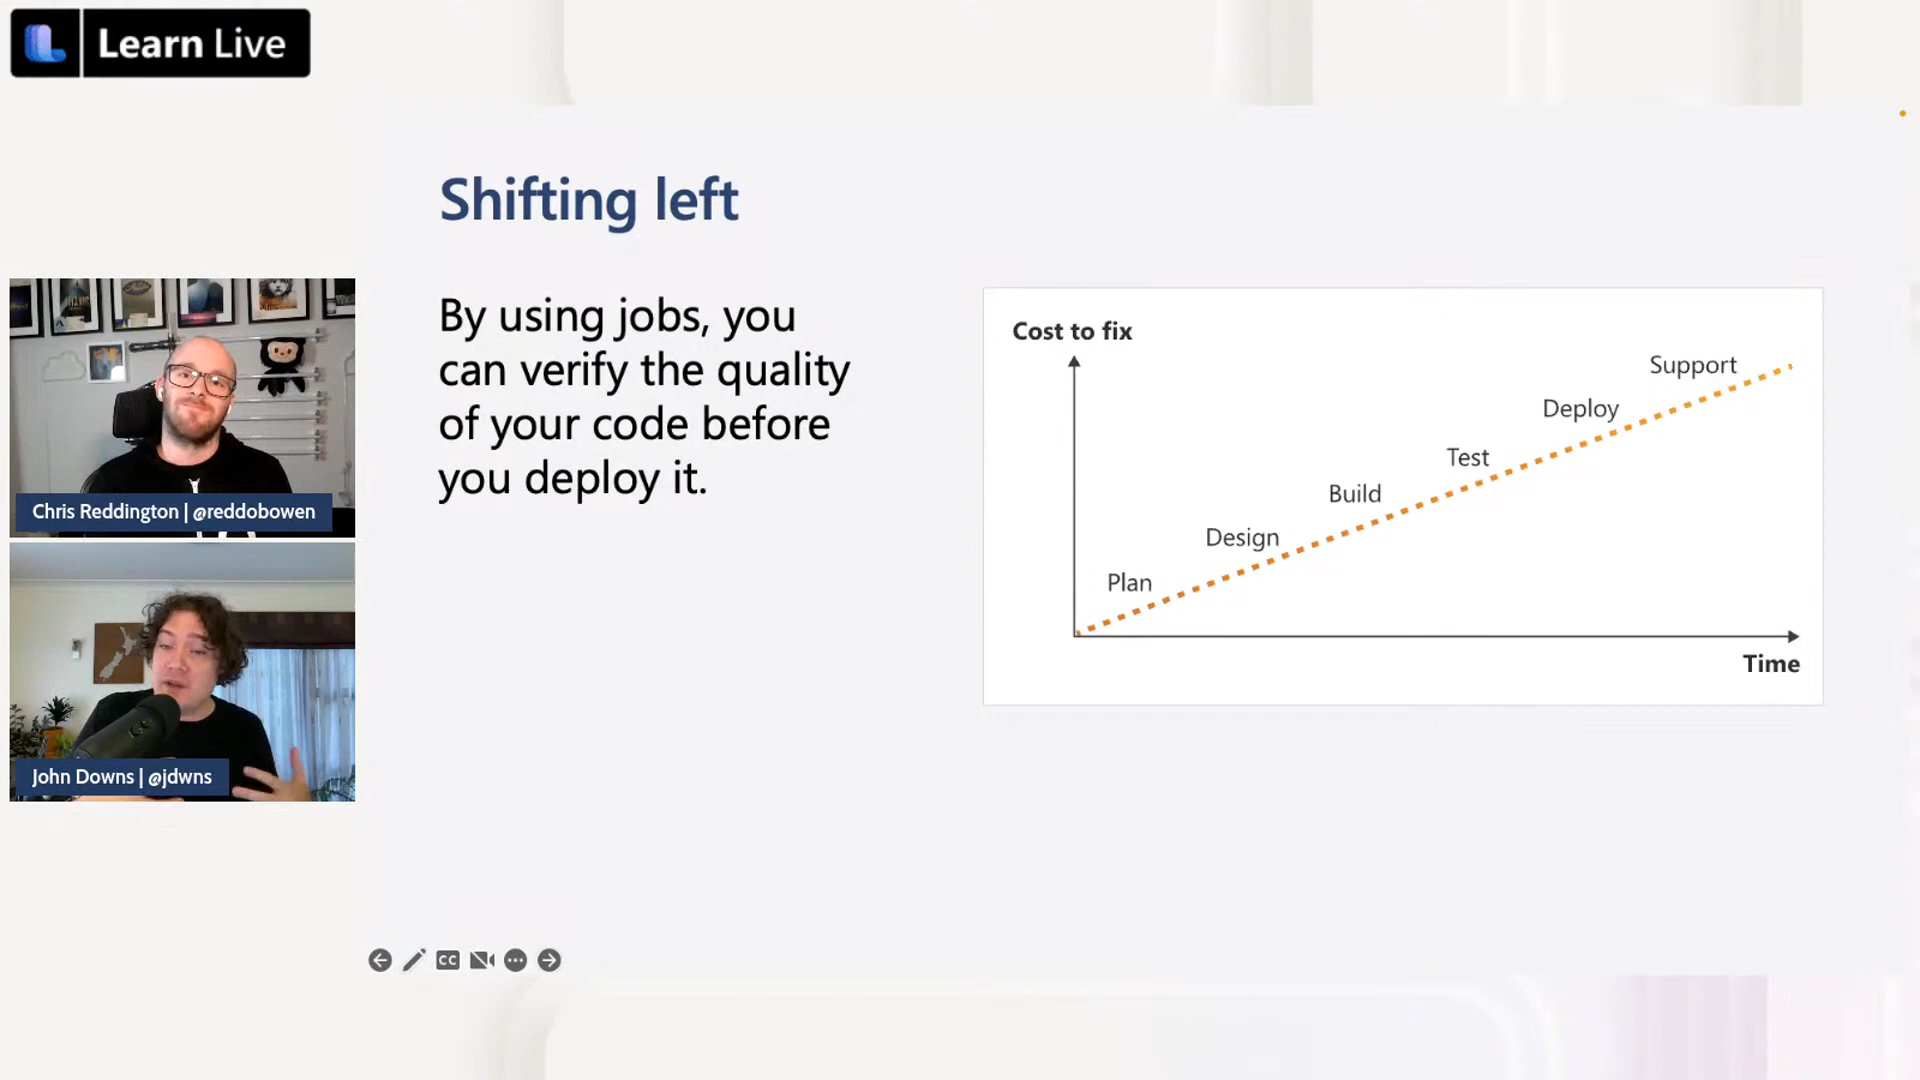 Learn Live
Shifting left
By using jobs, you
can verify the quality
of your code before
you deploy it.
Cost to fix
Support
Deploy
Test
Build
Design
Plan
Time
Chris Reddington | @reddobowen
John Downs | @jdwns
CC